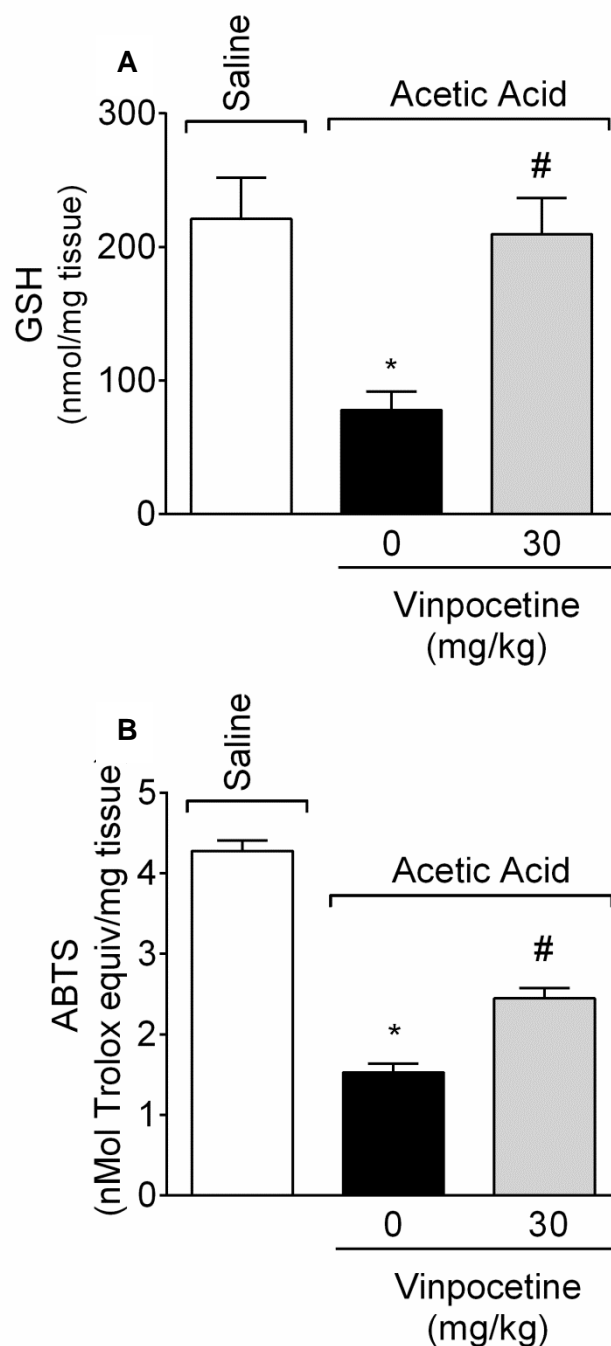 A
Saline
Acetic Acid
300
200
100
0
GSH
(nmol/mg tissue)
*
#
0 30
Vinpocetine
(mg/kg)
B
Saline
Acetic Acid
5
4
3
2
1
0
ABTS
(nMol Trolox equiv/mg tissue
*
#
0 30
Vinpocetine
(mg/kg)